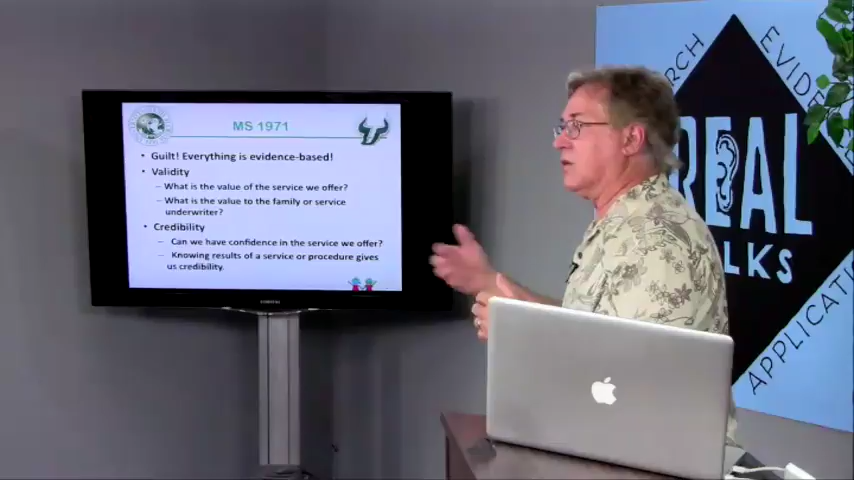 MS 1971
• Guilt! Everything is evidence-based!
• Validity
– What is the value of the service we offer?
– What is the value to the family or service
underwriter?
• Credibility
– Can we have confidence in the service we offer?
– Knowing results of a service or procedure gives
us credibility.
SAMSUNG
REAL
APPLICATI